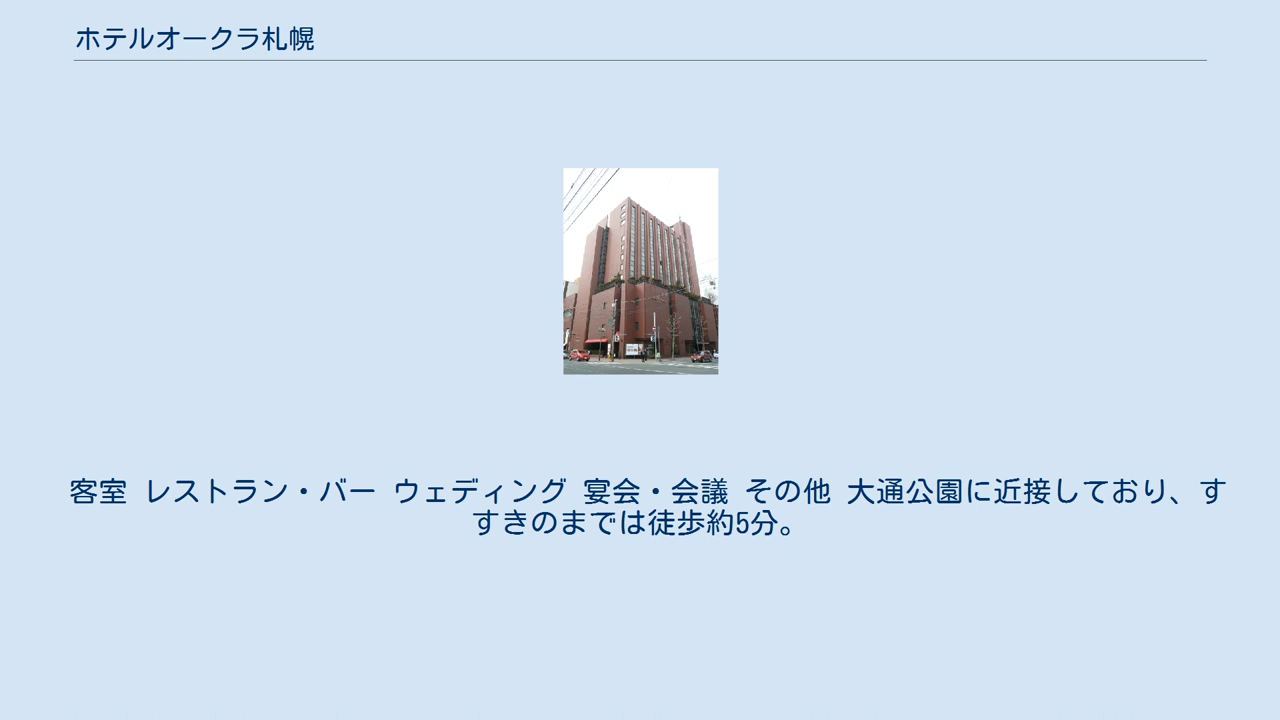 ホテルオークラ札幌
客室 レストラン・バー ウェディング 宴会・会議 その他 大通公園に近接しており、す
すきのまでは徒歩約5分。